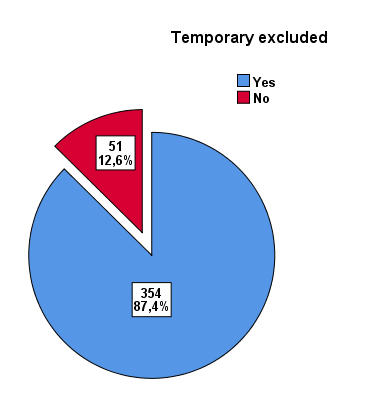 Temporary excluded
Yes
No
51
12,6%
354
87,4%